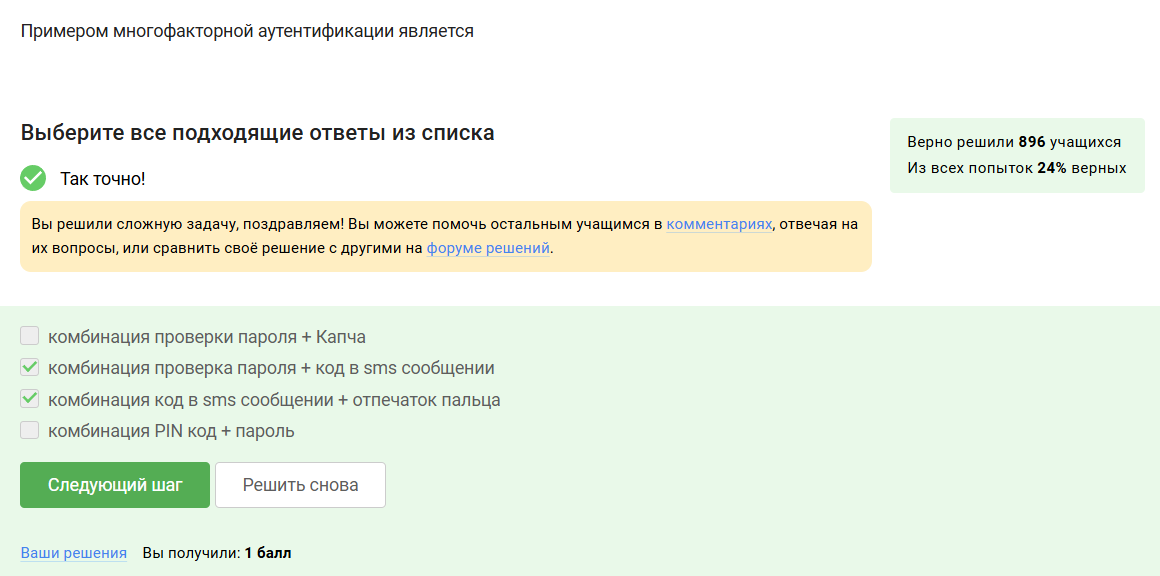 Примером многофакторной аутентификации является
Выберите все подходящие ответы из списка
Верно решили 896 учащихся
Из всех попыток 24% верных
Так точно!
Вы решили сложную задачу, поздравляем! Вы можете помочь остальным учащимся в комментариях, отвечая на
их вопросы, или сравнить своё решение с другими на форуме решений.
комбинация проверки пароля + Капча
комбинация проверка пароля + код в sms сообщении
комбинация код в sms сообщении + отпечаток пальца
комбинация PIN код + пароль
Следующий шаг
Решить снова
Ваши решения Вы получили: 1 балл